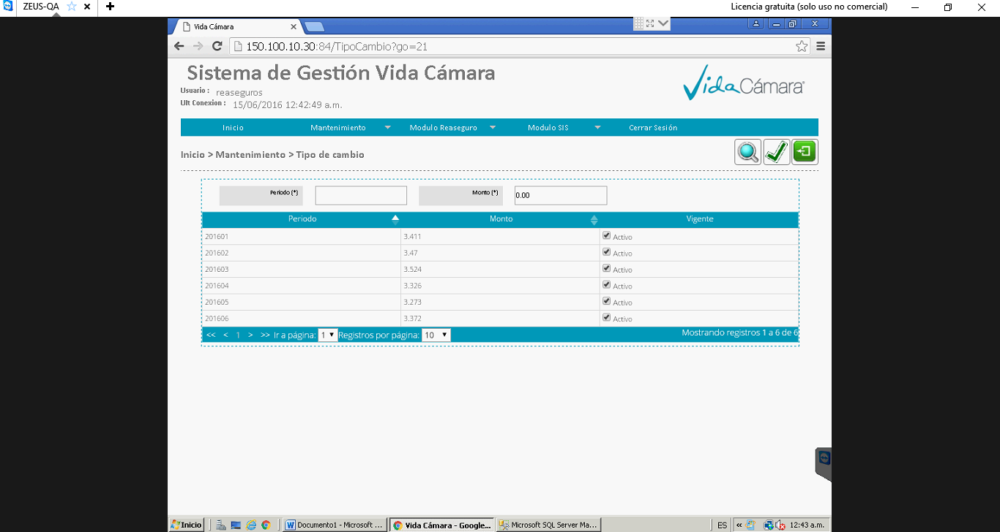 ZEUS-QA
Licencia gratuita (solo uso no comercial)
Vida Cámara
150.100.10.30:84/TipoCambio?go=21
Sistema de Gestión Vida Cámara
Usuario : reaseguros
Ult Conexion : 15/06/2016 12:42:49 a.m.
VidaCámara®
Inicio Mantenimiento Modulo Reaseguro Modulo SIS Cerrar Sesión
Inicio > Mantenimiento > Tipo de cambio
Periodo (*) Monto (*) 0.00
Periodo Monto Vigente
201601 3.411 Activo
201602 3.47 Activo
201603 3.524 Activo
201604 3.326 Activo
201605 3.273 Activo
201606 3.372 Activo
<< < 1 > >> Ir a página: 1 Registros por página: 10 Mostrando registros 1 a 6 de 6
Inicio Documento1 - Microsoft ... Vida Cámara - Google... Microsoft SQL Server Ma... ES « 12:43 a.m.